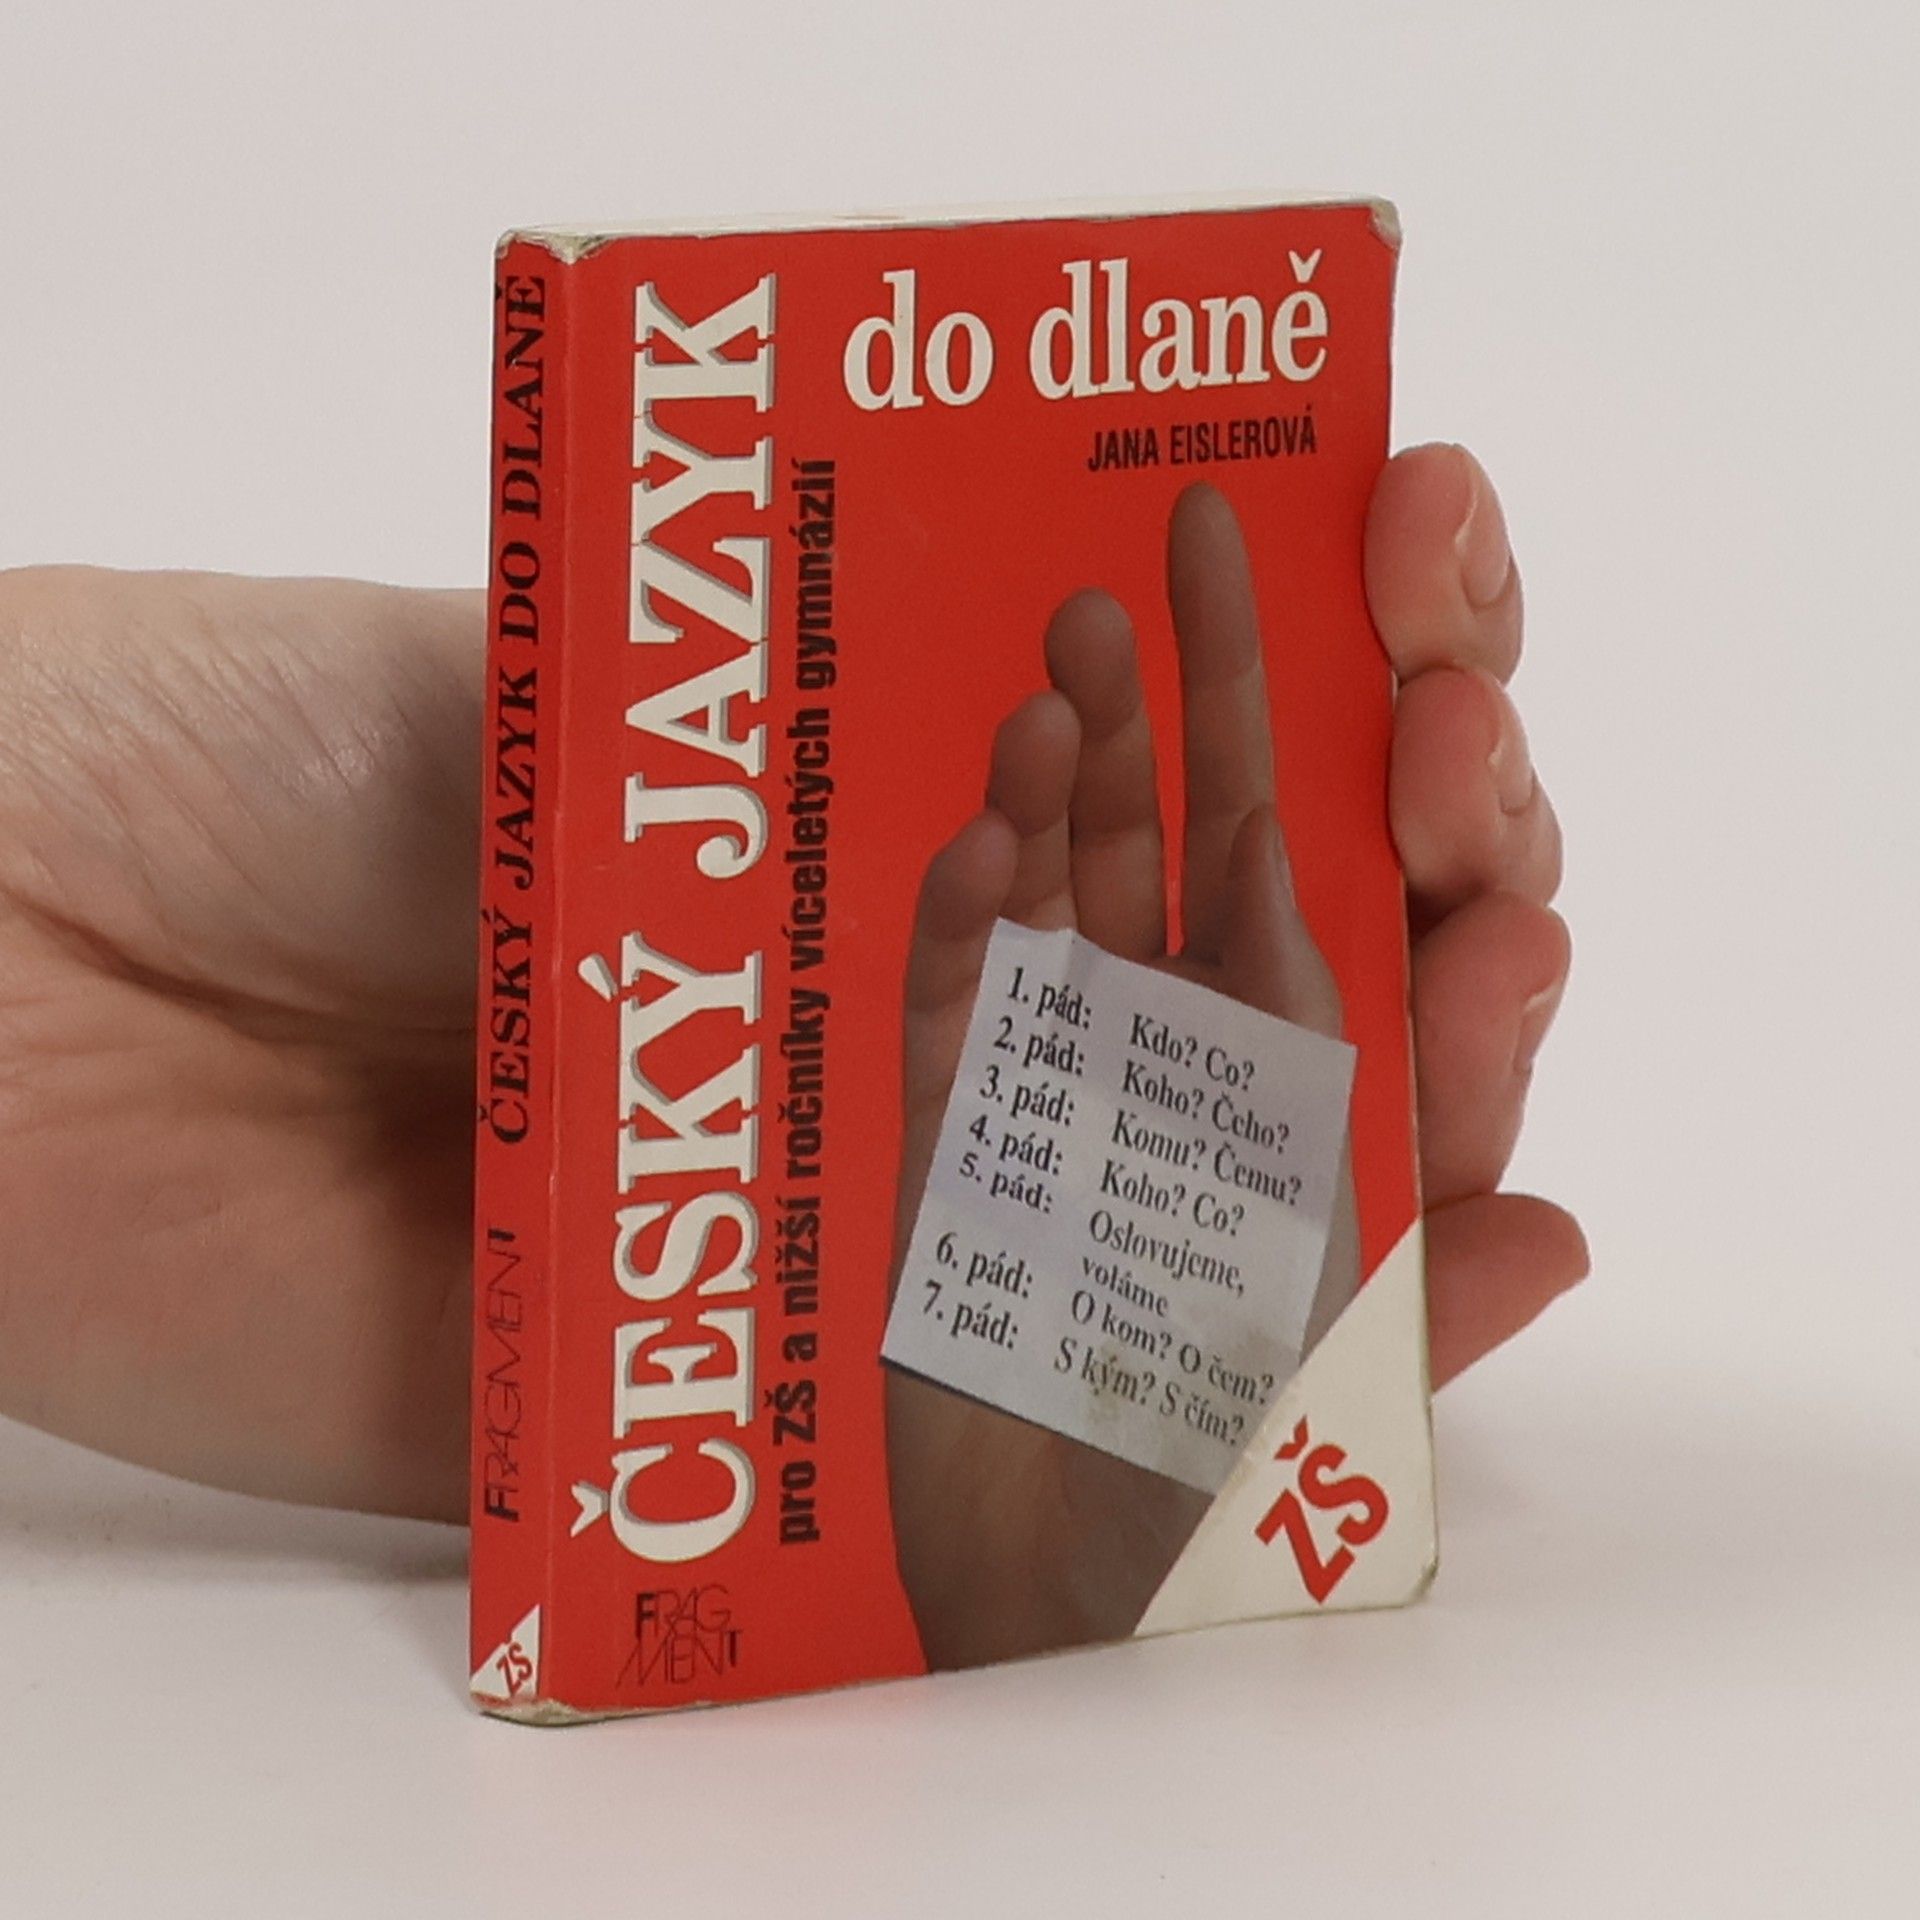 ČESKÝ JAZYK DO DLANĚ
FRAGMENT
ZŠ
ČESKÝ JAZYK
do dlaně
JANA EISLEROVÁ
pro ZŠ a nižší ročníky víceletých gymnázií
1. pád: Kdo? Co?
2. pád: Koho? Čeho?
3. pád: Komu? Čemu?
4. pád: Koho? Co?
5. pád: Oslovujeme,
voláme
6. pád: O kom? O čem?
7. pád: S kým? S čím?
ZŠ
FRAG
MENT